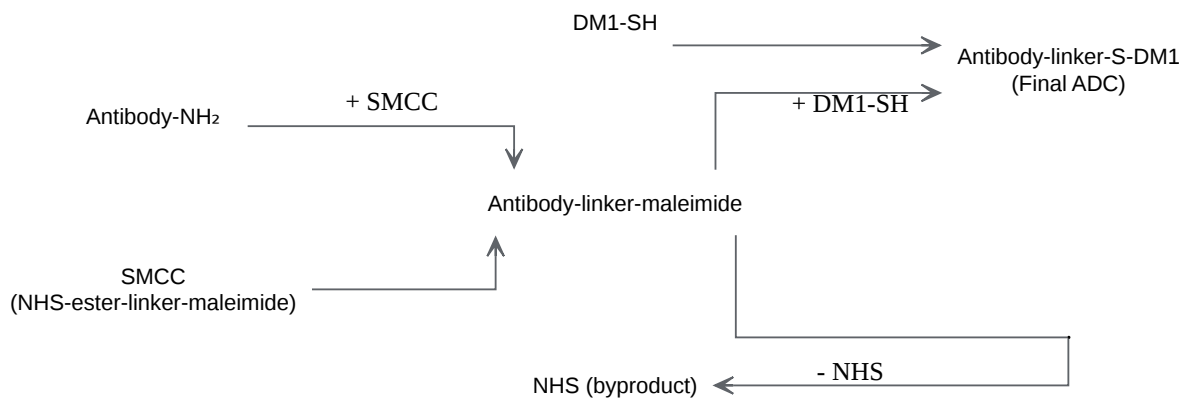 DM1-SH
Antibody-linker-S-DM1
(Final ADC)
+ SMCC
+ DM1-SH
Antibody-NH₂
Antibody-linker-maleimide
SMCC
(NHS-ester-linker-maleimide)
- NHS
NHS (byproduct)